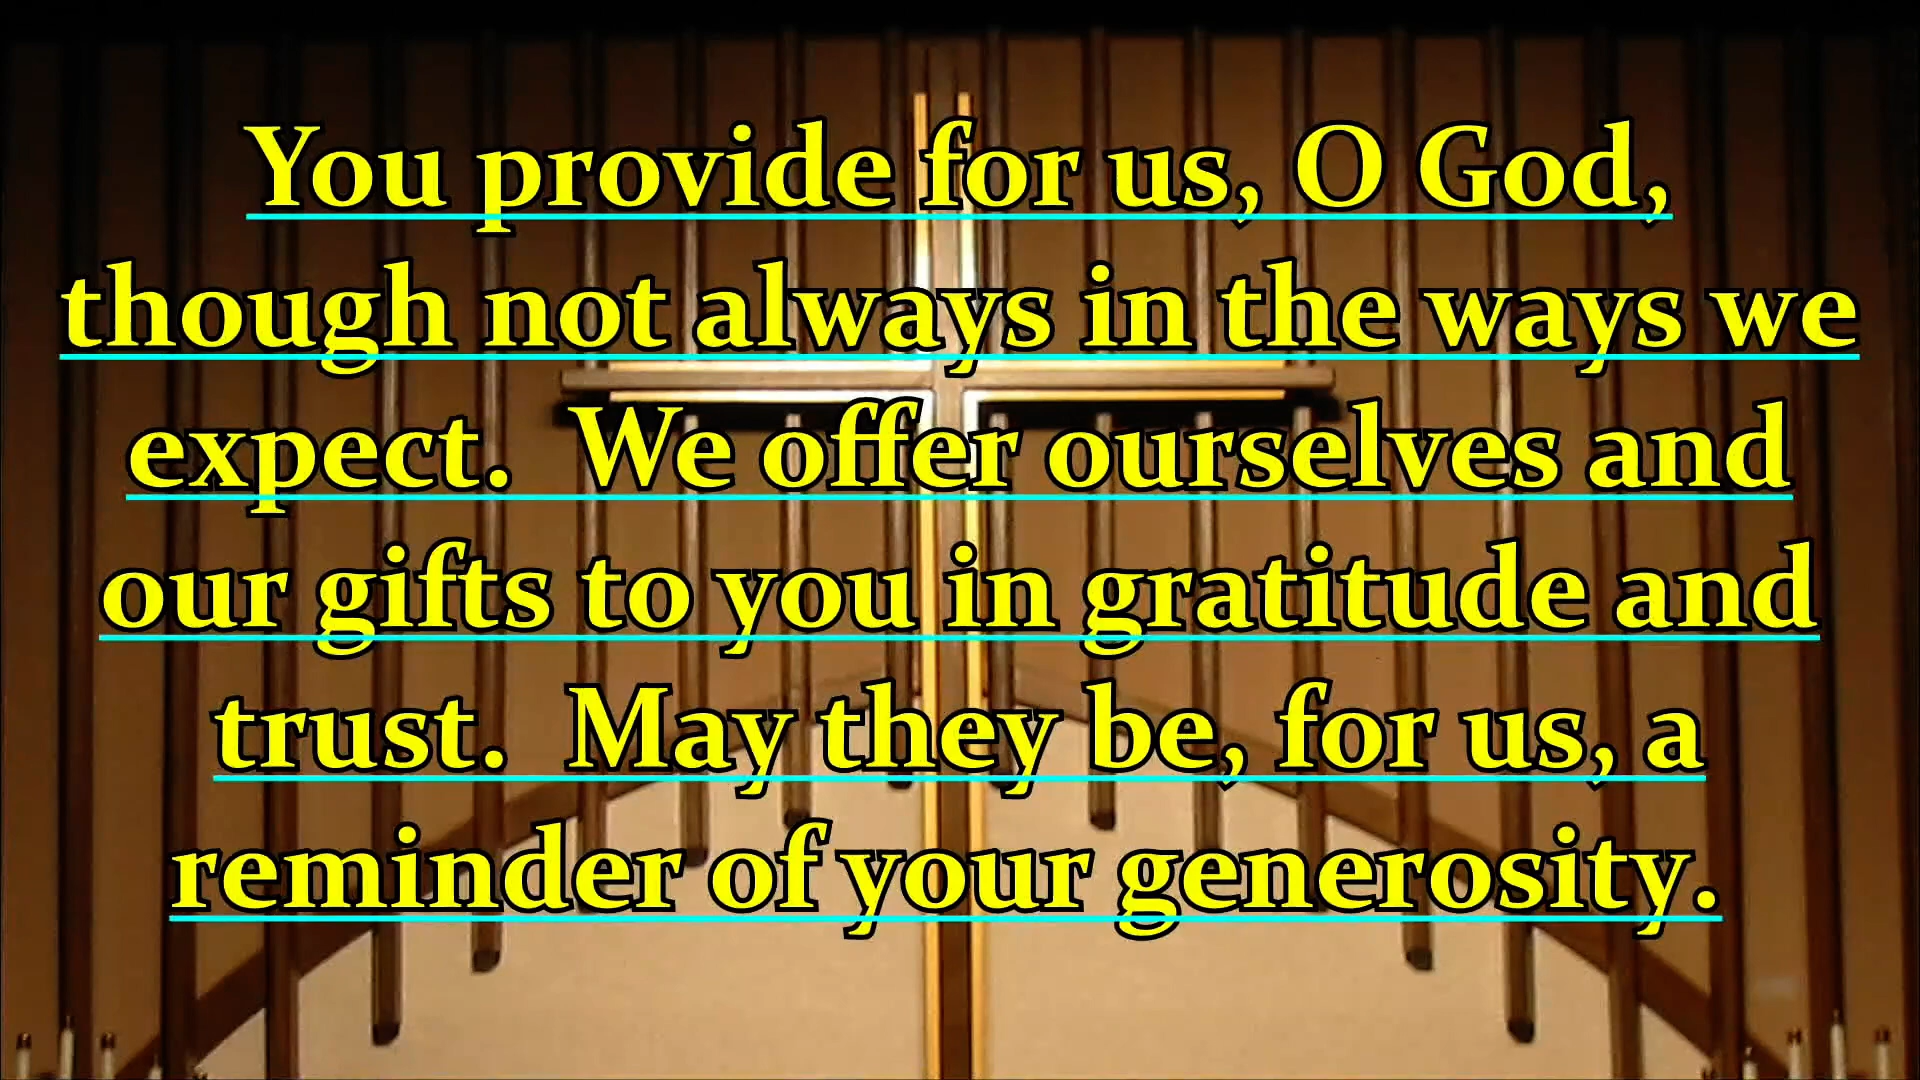 You provide for us, O God,
though not always in the ways we
expect.  We offer ourselves and
our gifts to you in gratitude and
trust.  May they be, for us, a
reminder of your generosity.